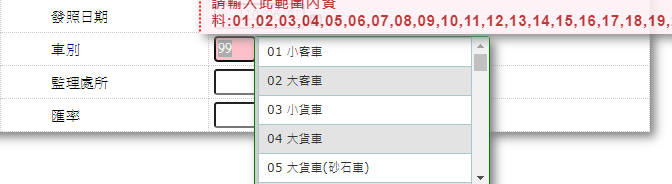 請輸入此範圍內資
料:01,02,03,04,05,06,07,08,09,10,11,12,13,14,15,16,17,18,19,
發照日期
車別
99
01 小客車
02 大客車
監理處所
03 小貨車
匯率
04 大貨車
05 大貨車(砂石車)